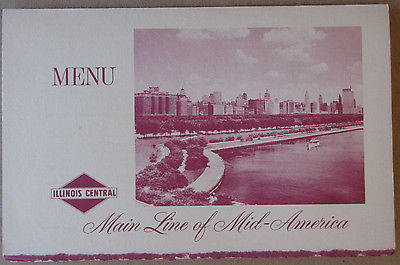 MENU
ILLINOIS CENTRAL
Main Line of Mid-America